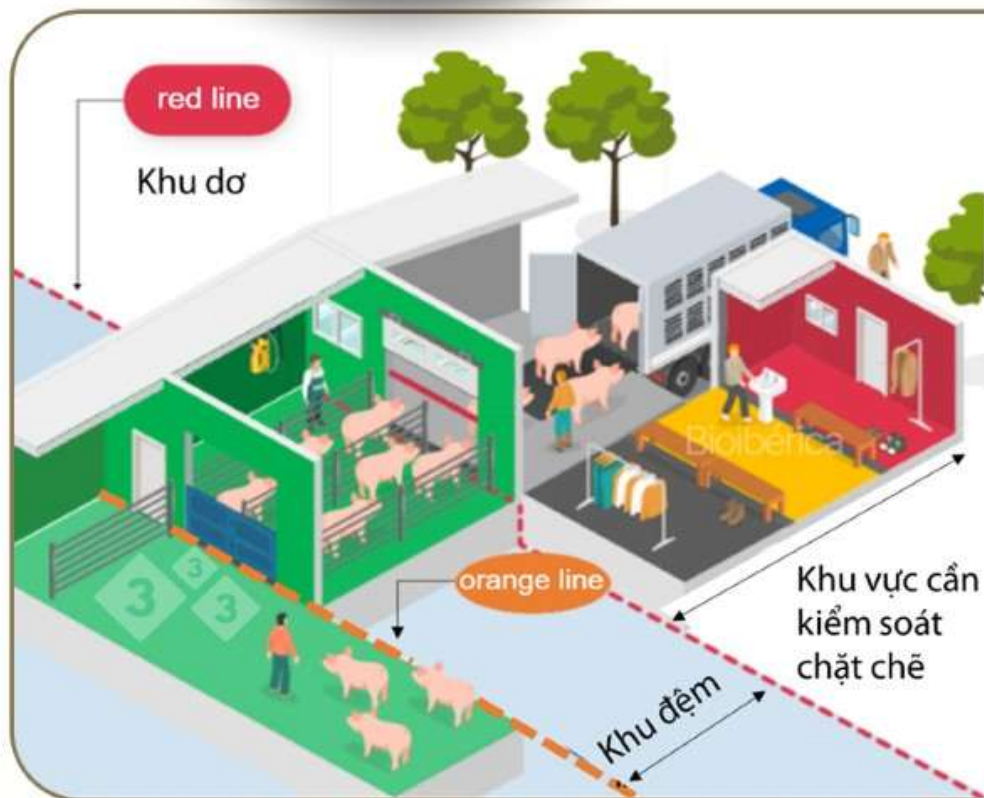 red line
Khu dơ
Bioiberica
orange line
3
3
3
Khu vực cần
kiểm soát
chặt chẽ
Khu đệm